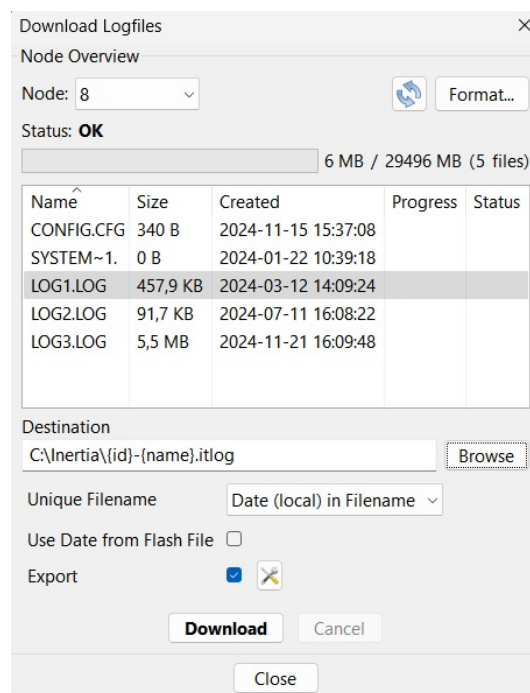 Download Logfiles
Node Overview
Node: 8
Format...
Status: OK
6 MB / 29496 MB (5 files)
Name Size Created Progress Status
CONFIG.CFG 340 B 2024-11-15 15:37:08
SYSTEM~1. 0 B 2024-01-22 10:39:18
LOG1.LOG 457,9 KB 2024-03-12 14:09:24
LOG2.LOG 91,7 KB 2024-07-11 16:08:22
LOG3.LOG 5,5 MB 2024-11-21 16:09:48
Destination
C:\Inertia\{id}-{name}.itlog Browse
Unique Filename Date (local) in Filename
Use Date from Flash File
Export
Download Cancel
Close